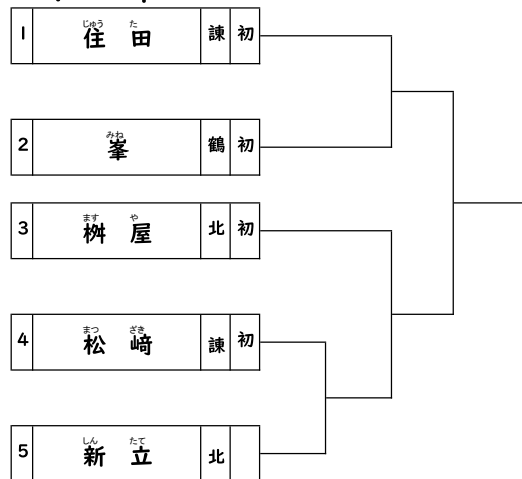 1 じゅう た 住 田 諫 初
2 みね 峯 鶴 初
3 ます や 桝 屋 北 初
4 まつ ざき 松 﨑 諫 初
5 しん たて 新 立 北